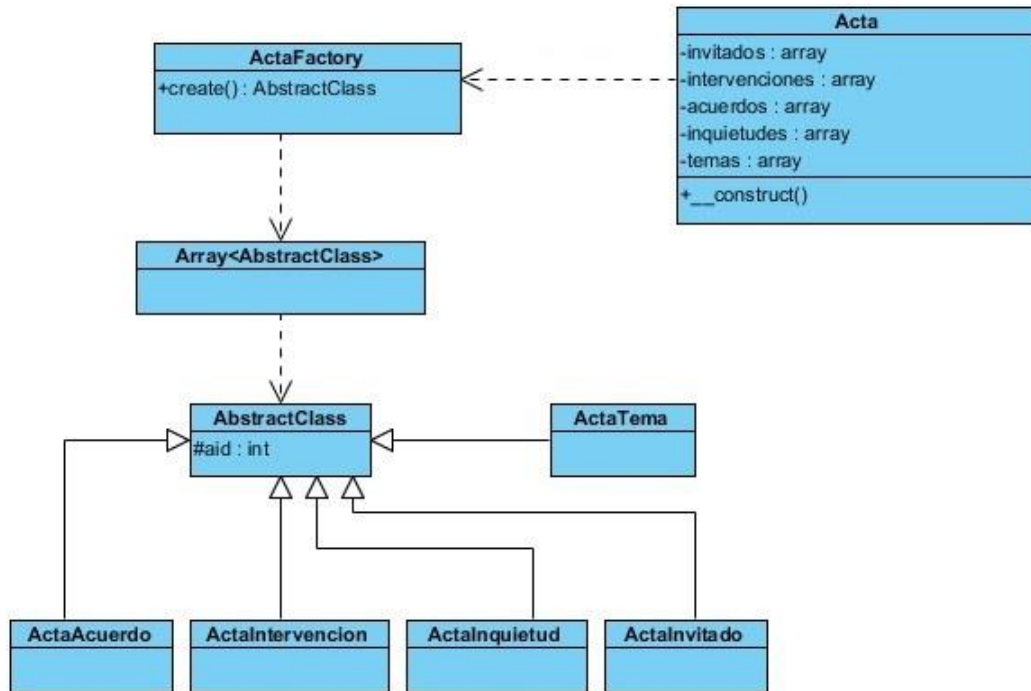 Acta
-invitados : array
-intervenciones : array
-acuerdos : array
-inquietudes : array
-temas : array
+__construct()
ActaFactory
+create() : AbstractClass
Array<AbstractClass>
AbstractClass
#aid : int
ActaTema
ActaAcuerdo
ActaIntervencion
ActaInquietud
ActaInvitado